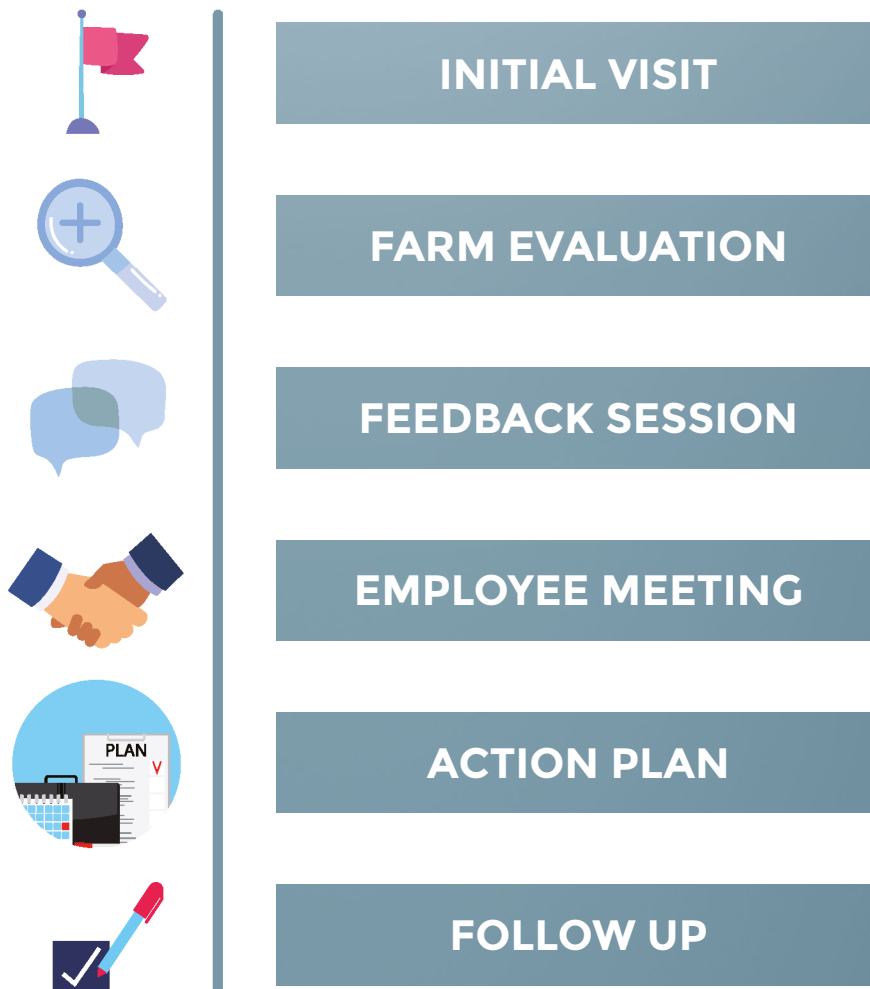 INITIAL VISIT
FARM EVALUATION
FEEDBACK SESSION
EMPLOYEE MEETING
PLAN
ACTION PLAN
FOLLOW UP